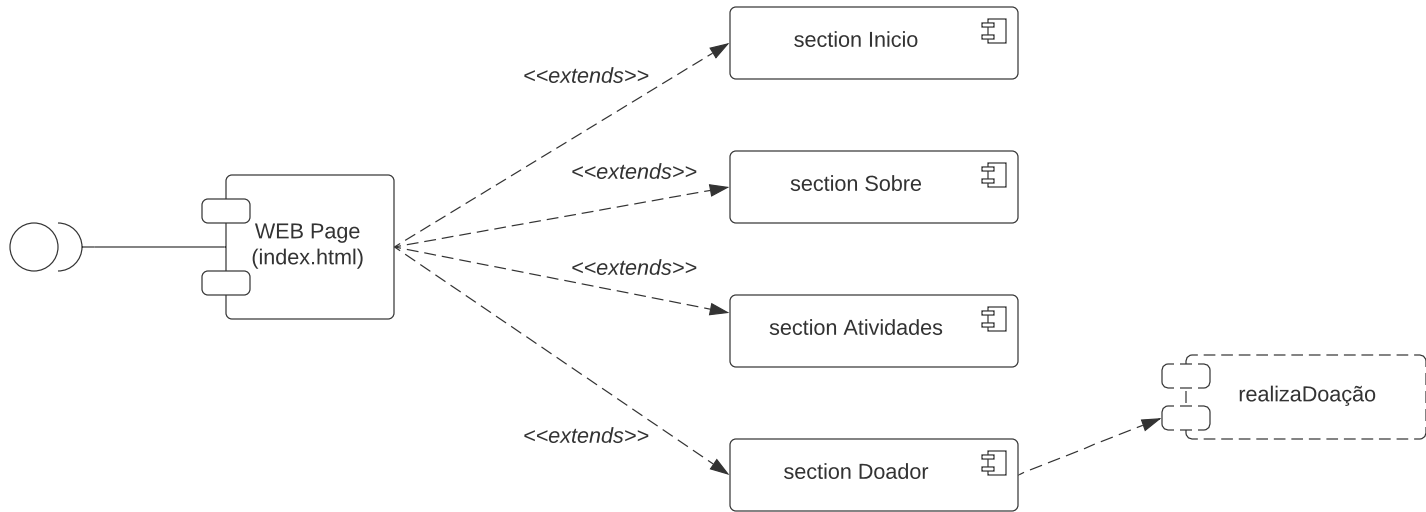 section Inicio
<<extends>>
<<extends>>
section Sobre
WEB Page
(index.html)
<<extends>>
section Atividades
realizaDoação
<<extends>>
section Doador